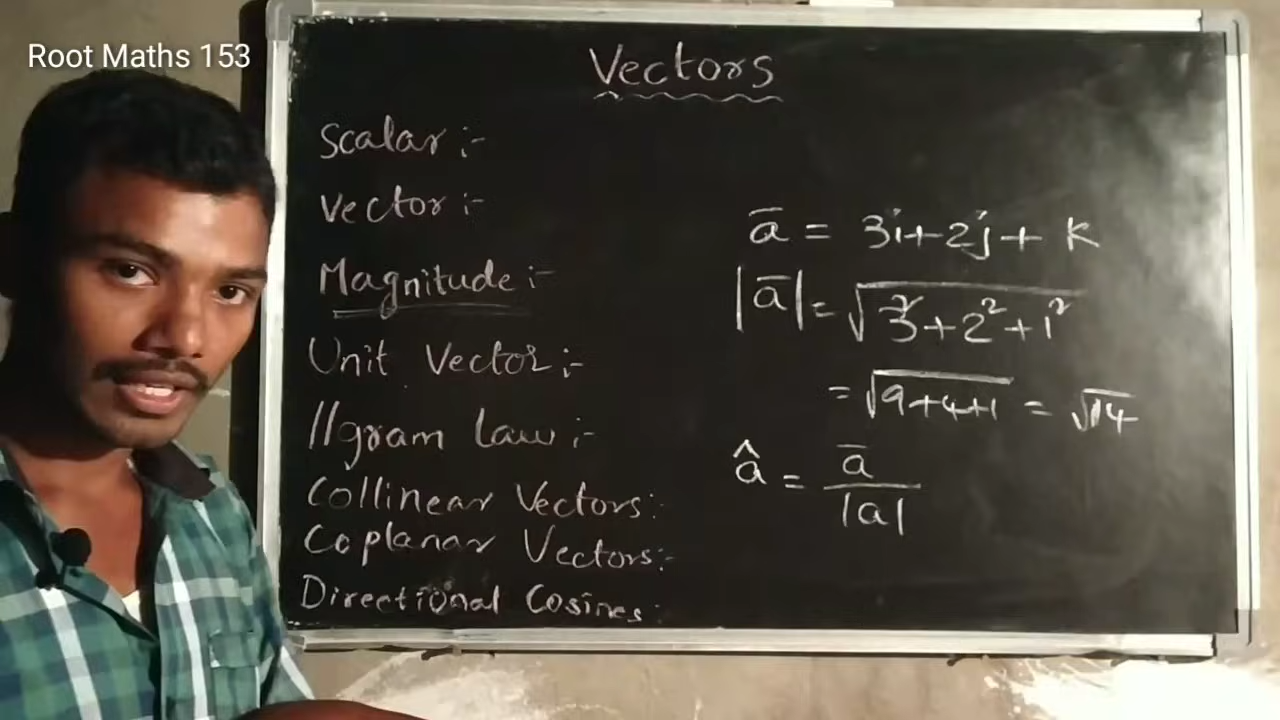 Root Maths 153
Vectors
Scalar :-
Vector :-
Magnitude :-
Unit Vector :-
//gram Law :-
Collinear Vectors :-
Coplanar Vectors :-
Directional Cosines :
a̅ = 3i+2j+ k
|a̅| = √(3²+2²+1²)
= √(9+4+1) = √14
â = a̅ / |a|